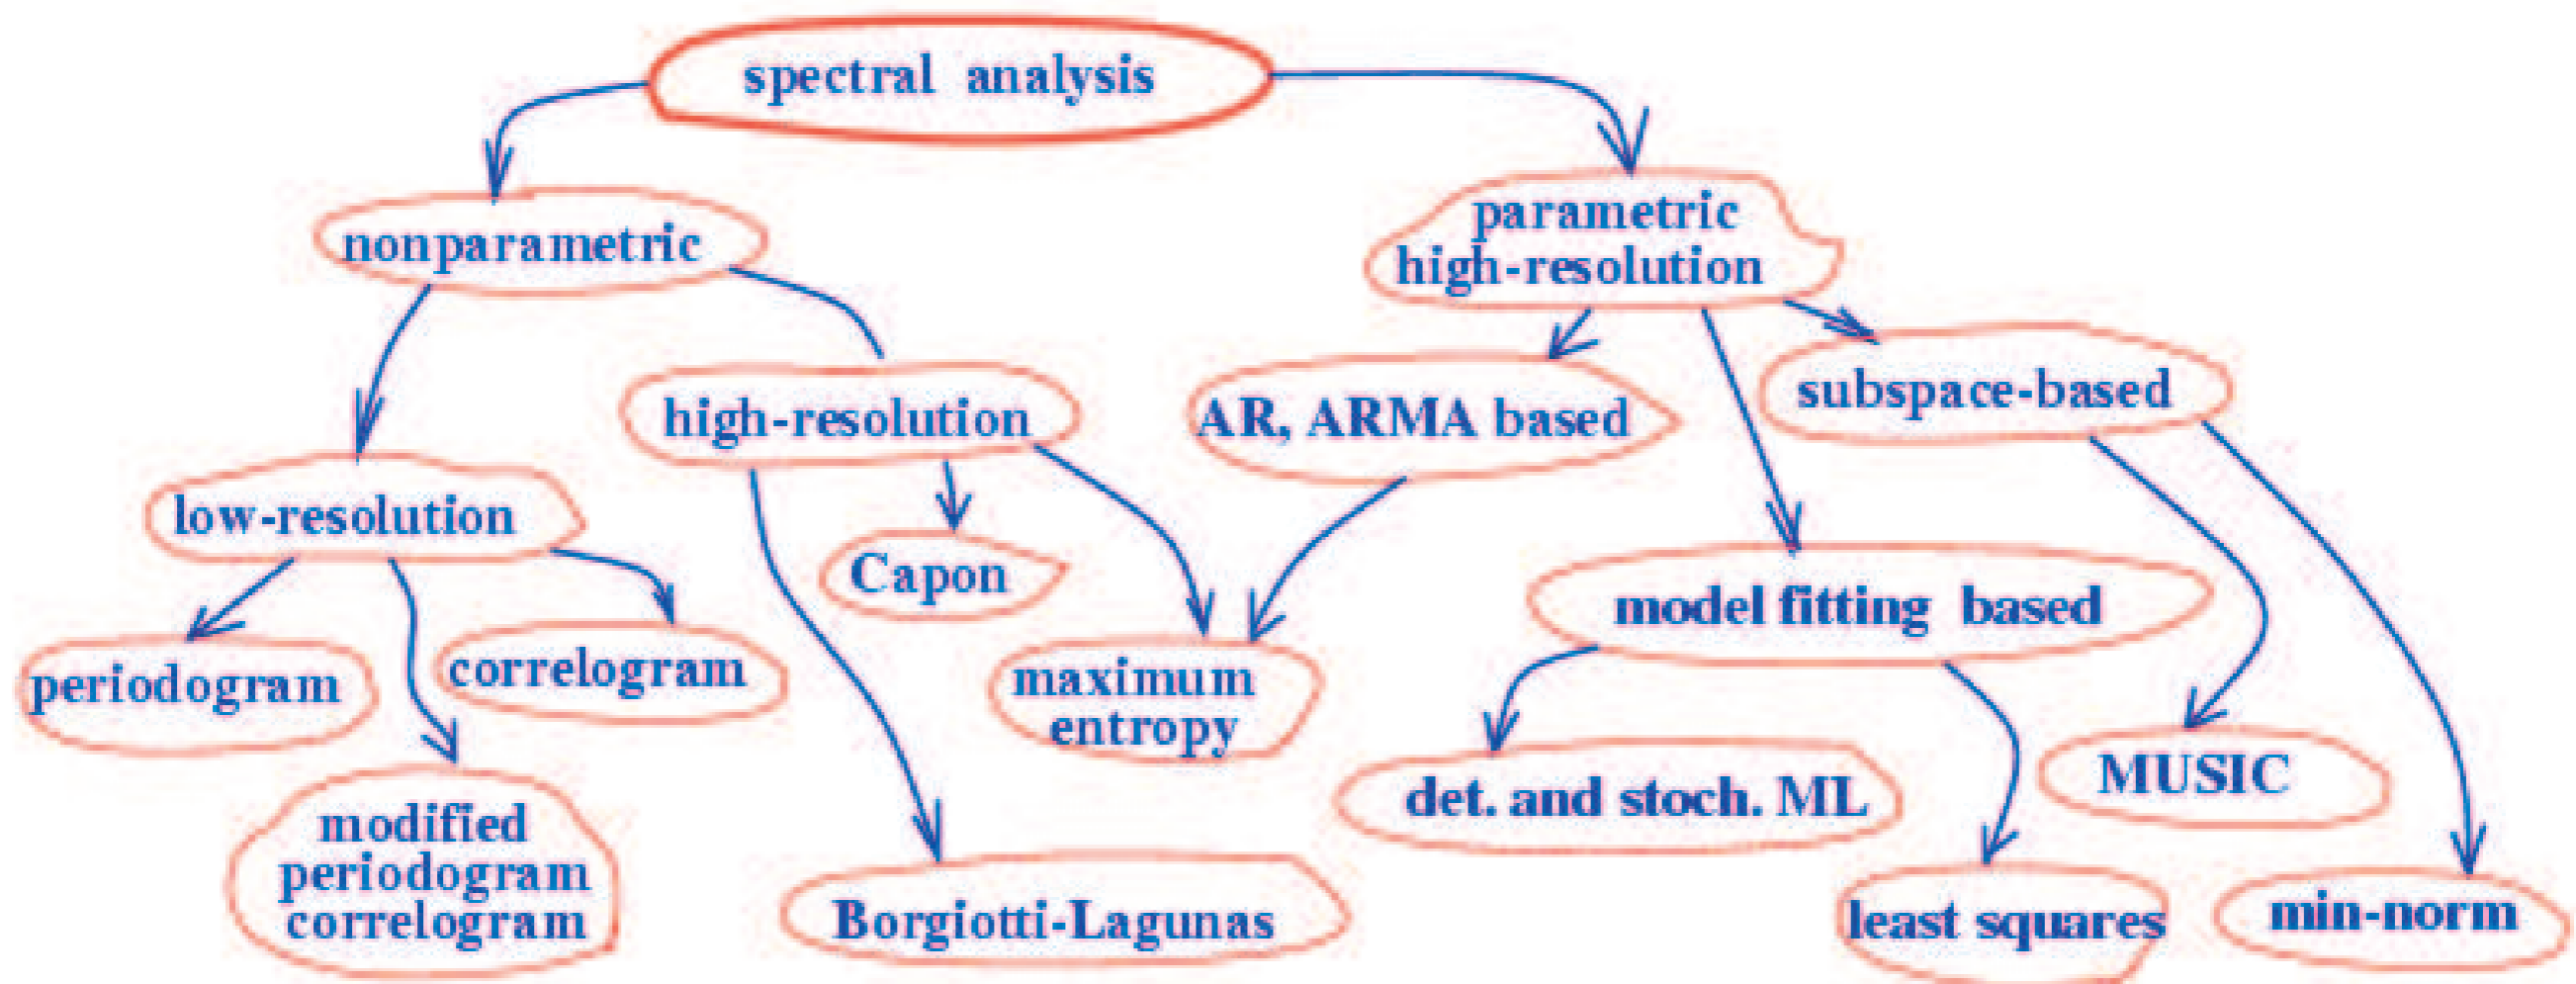 spectral analysis
nonparametric
parametric
high-resolution
high-resolution
AR, ARMA based
subspace-based
low-resolution
Capon
model fitting based
periodogram
correlogram
maximum
entropy
MUSIC
det. and stoch. ML
modified
periodogram
correlogram
Borgiotti-Lagunas
least squares
min-norm